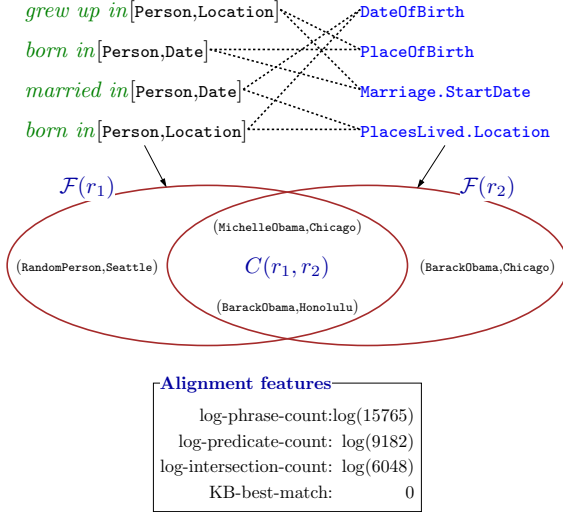 grew up in[Person,Location] DateOfBirth
born in[Person,Date] PlaceOfBirth
married in[Person,Date] Marriage.StartDate
born in[Person,Location] PlacesLived.Location
F(r₁) F(r₂)
(MichelleObama,Chicago)
(RandomPerson,Seattle) C(r₁, r₂) (BarackObama,Chicago)
(BarackObama,Honolulu)
Alignment features
log-phrase-count:log(15765)
log-predicate-count: log(9182)
log-intersection-count: log(6048)
KB-best-match: 0